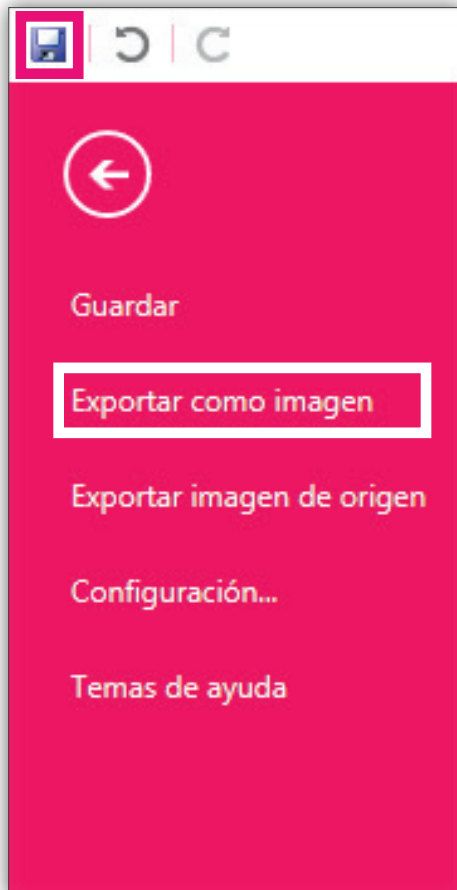 Guardar
Exportar como imagen
Exportar imagen de origen
Configuración...
Temas de ayuda